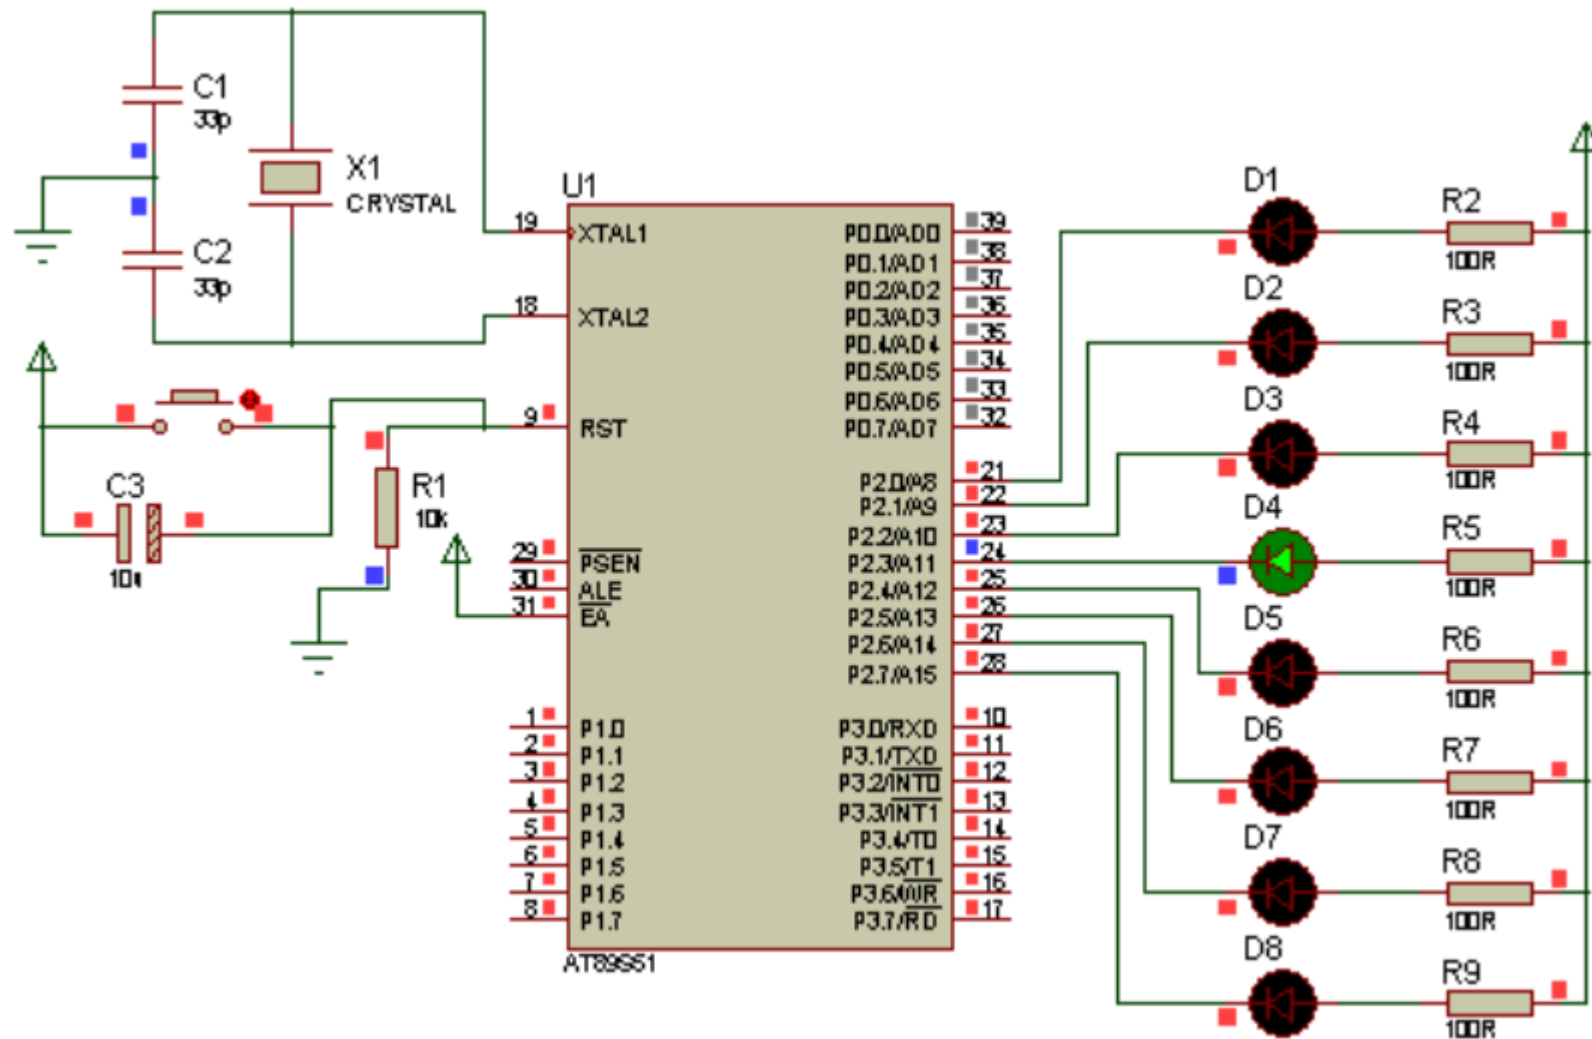 C1
33p
X1
CRYSTAL
C2
33p
C3
10u
R1
10k
U1
19 XTAL1
18 XTAL2
9 RST
29 PSEN
30 ALE
31 EA
1 P1.0
2 P1.1
3 P1.2
4 P1.3
5 P1.4
6 P1.5
7 P1.6
8 P1.7
P0.0/AD0 39
P0.1/AD1 38
P0.2/AD2 37
P0.3/AD3 36
P0.4/AD4 35
P0.5/AD5 34
P0.6/AD6 33
P0.7/AD7 32
P2.0/A8 21
P2.1/A9 22
P2.2/A10 23
P2.3/A11 24
P2.4/A12 25
P2.5/A13 26
P2.6/A14 27
P2.7/A15 28
P3.0/RXD 10
P3.1/TXD 11
P3.2/INT0 12
P3.3/INT1 13
P3.4/T0 14
P3.5/T1 15
P3.6/WR 16
P3.7/RD 17
AT89S51
D1
R2
100R
D2
R3
100R
D3
R4
100R
D4
R5
100R
D5
R6
100R
D6
R7
100R
D7
R8
100R
D8
R9
100R